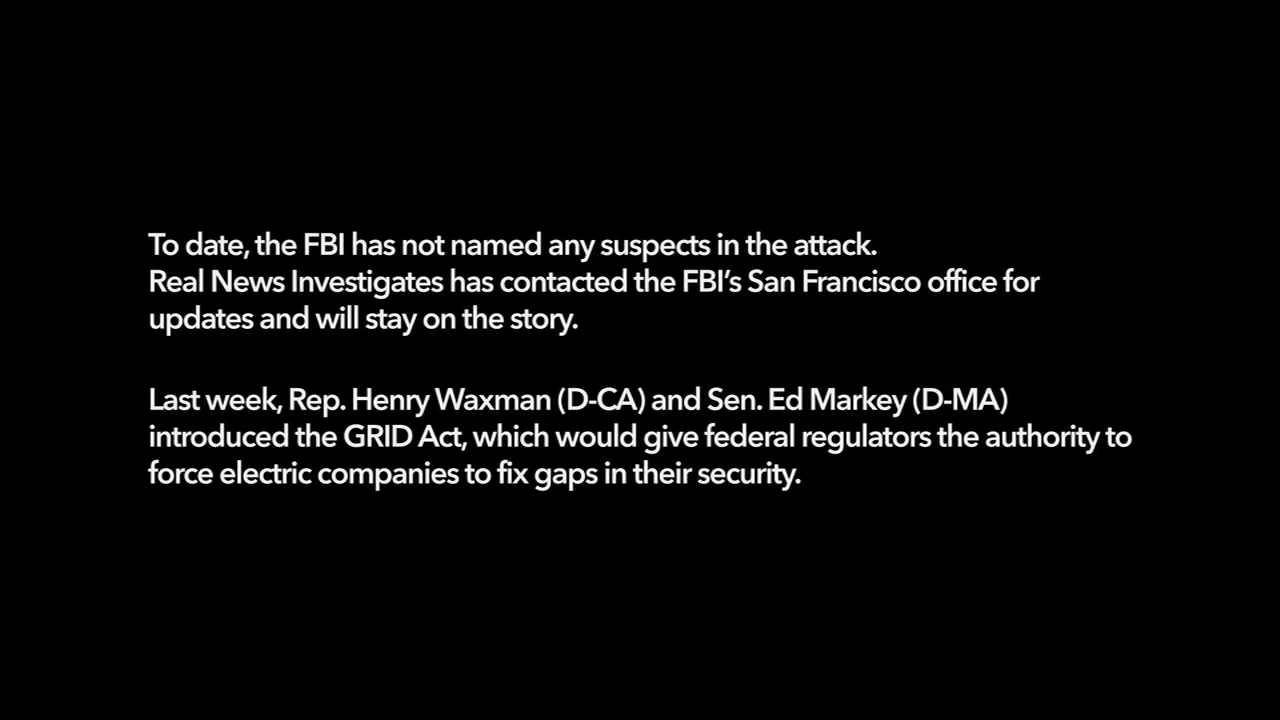 To date, the FBI has not named any suspects in the attack.
Real News Investigates has contacted the FBI’s San Francisco office for
updates and will stay on the story.
Last week, Rep. Henry Waxman (D-CA) and Sen. Ed Markey (D-MA)
introduced the GRID Act, which would give federal regulators the authority to
force electric companies to fix gaps in their security.